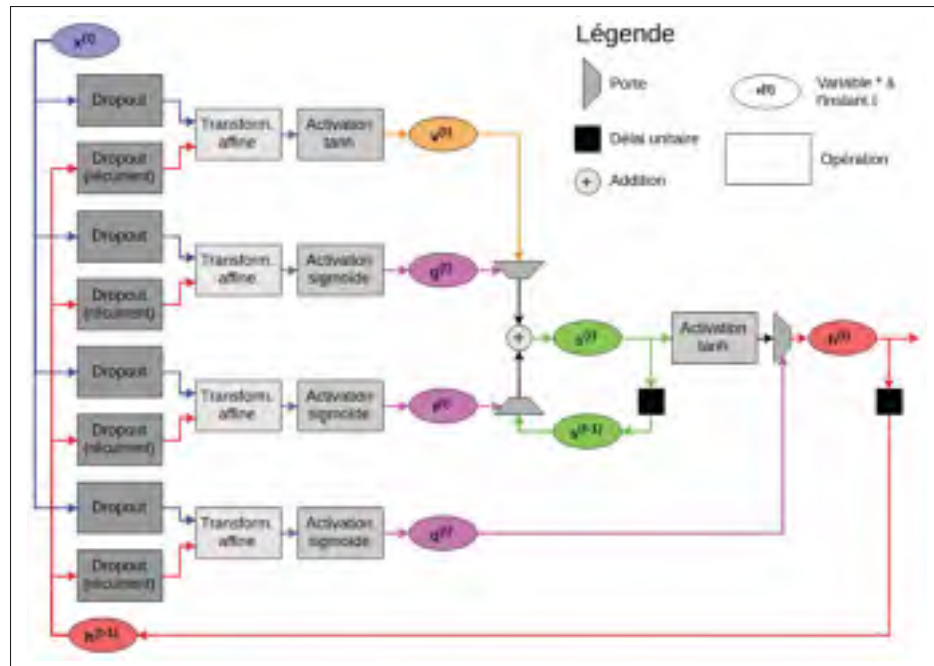 x(t)
Légende
Porte
Variable * à
l'instant t
Délai unitaire
Opération
Addition
+
Dropout
Dropout
(récurrent)
Transform.
affine
Activation
tanh
v(t)
Dropout
Dropout
(récurrent)
Transform.
affine
Activation
sigmoïde
g(t)
+
s(t)
Activation
tanh
h(t)
Dropout
Dropout
(récurrent)
Transform.
affine
Activation
sigmoïde
s(t-1)
Dropout
Dropout
(récurrent)
Transform.
affine
Activation
sigmoïde
q(t)
h(t-1)